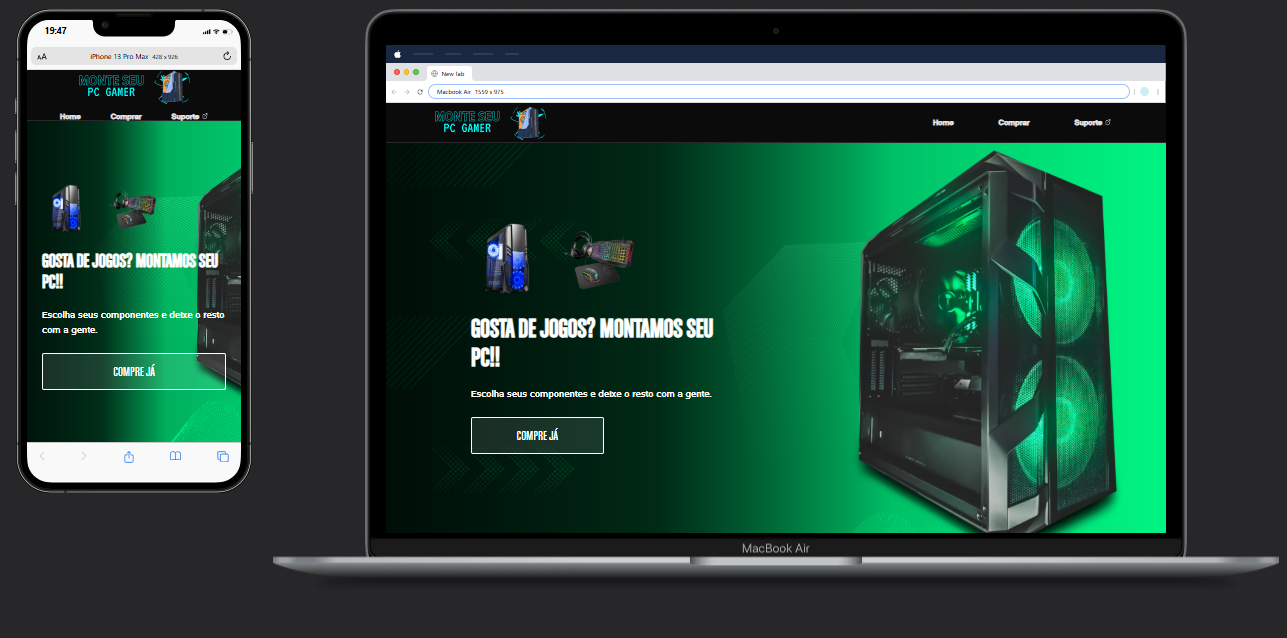 19:47
AA iPhone 13 Pro Max 428 x 926
MONTE SEU
PC GAMER
Home Comprar Suporte
GOSTA DE JOGOS? MONTAMOS SEU
PC!!
Escolha seus componentes e deixe o resto
com a gente.
COMPRE JÁ
New Tab
Macbook Air 1559 x 975
MONTE SEU
PC GAMER
Home Comprar Suporte
GOSTA DE JOGOS? MONTAMOS SEU
PC!!
Escolha seus componentes e deixe o resto com a gente.
COMPRE JÁ
MacBook Air